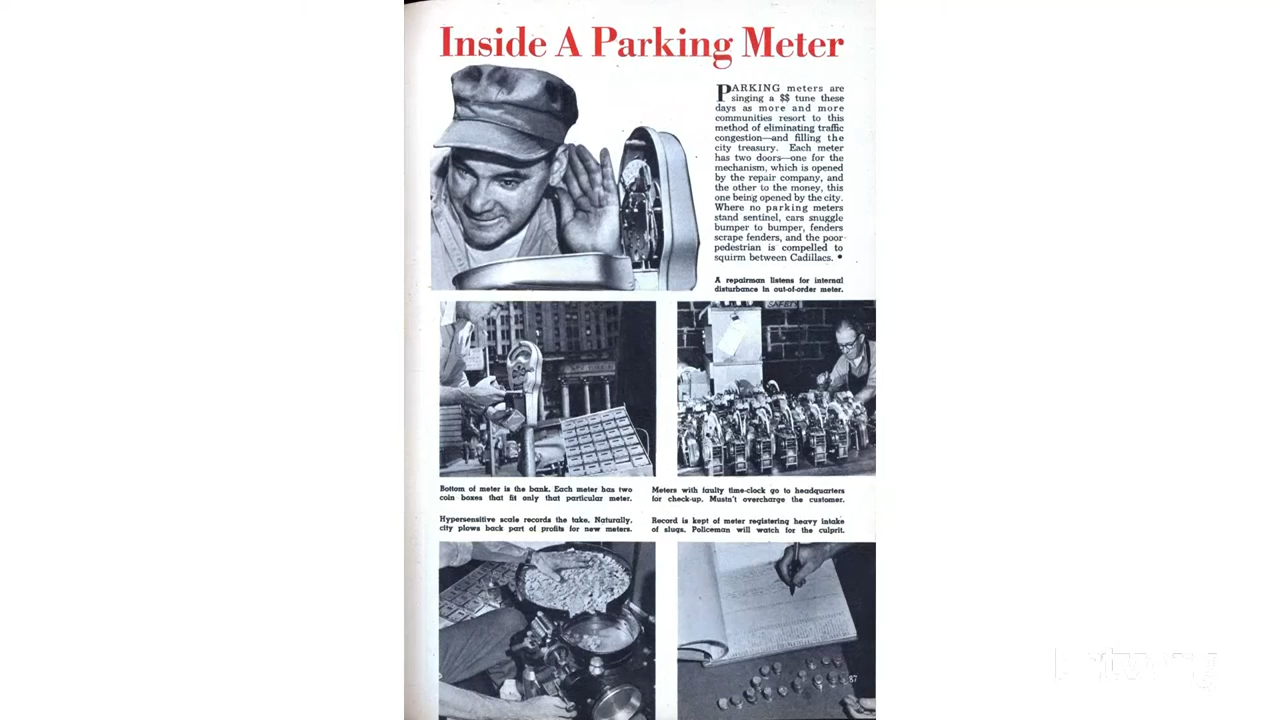 Inside A Parking Meter
PARKING meters are
singing a $$ tune these
days as more and more
communities resort to this
method of eliminating traffic
congestion—and filling the
city treasury. Each meter
has two doors—one for the
mechanism, which is opened
by the repair company, and
the other to the money, this
one being opened by the city.
Where no parking meters
stand sentinel, cars snuggle
bumper to bumper, fenders
scrape fenders, and the poor
pedestrian is compelled to
squirm between Cadillacs. •
A repairman listens for internal
disturbance in out-of-order meter.
SAFETY
Bottom of meter is the bank. Each meter has two
coin boxes that fit only that particular meter.
Meters with faulty time-clock go to headquarters
for check-up. Mustn't overcharge the customer.
Hypersensitive scale records the take. Naturally,
city plows back part of profits for new meters.
Record is kept of meter registering heavy intake
of slugs. Policeman will watch for the culprit.
87